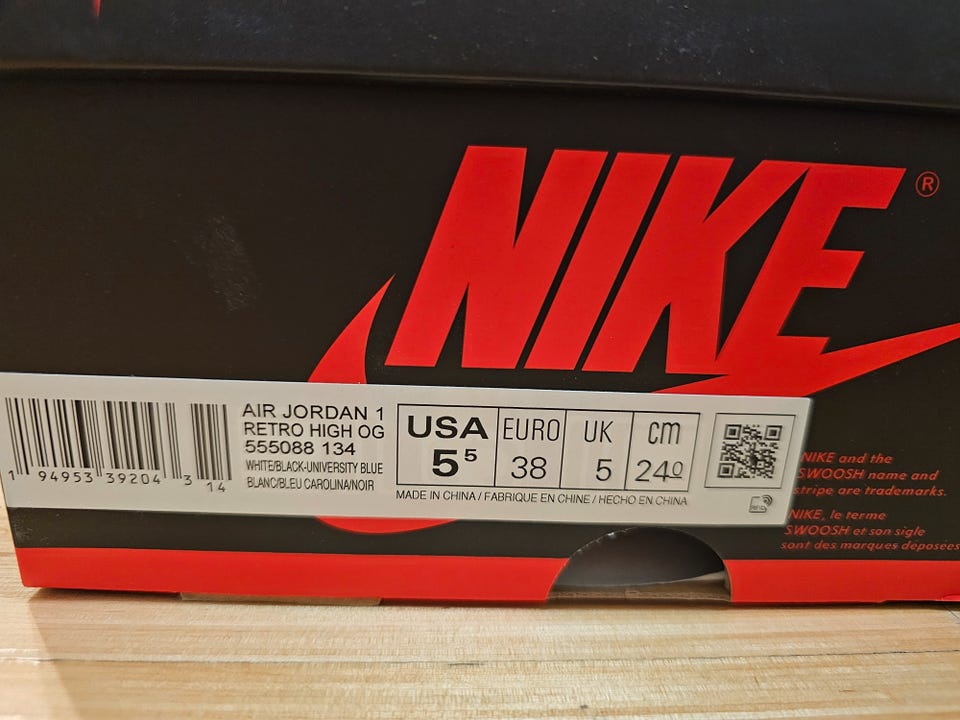 NIKE ®
AIR JORDAN 1
RETRO HIGH OG
555088 134
WHITE/BLACK-UNIVERSITY BLUE
BLANC/BLEU CAROLINA/NOIR
1 94953 39204 3 14
USA EURO UK cm
5⁵ 38 5 24⁰
MADE IN CHINA / FABRIQUE EN CHINE / HECHO EN CHINA
RFID
NIKE and the
SWOOSH name and
stripe are trademarks.
NIKE, le terme
SWOOSH et son sigle
sont des marques déposées